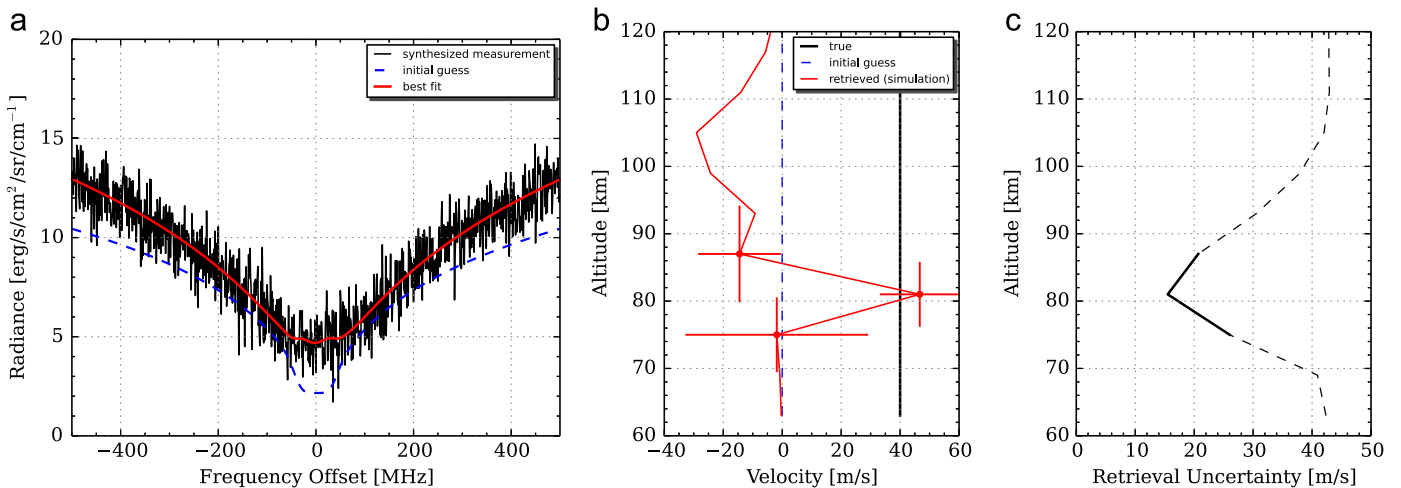 a
20
15
10
5
0
Radiance [erg/s/cm²/sr/cm⁻¹]
synthesized measurement
initial guess
best fit
−400 −200 0 200 400
Frequency Offset [MHz]
b
120
110
100
90
80
70
60
Altitude [km]
true
initial guess
retrieved (simulation)
−40 −20 0 20 40 60
Velocity [m/s]
c
120
110
100
90
80
70
60
Altitude [km]
0 10 20 30 40 50
Retrieval Uncertainty [m/s]